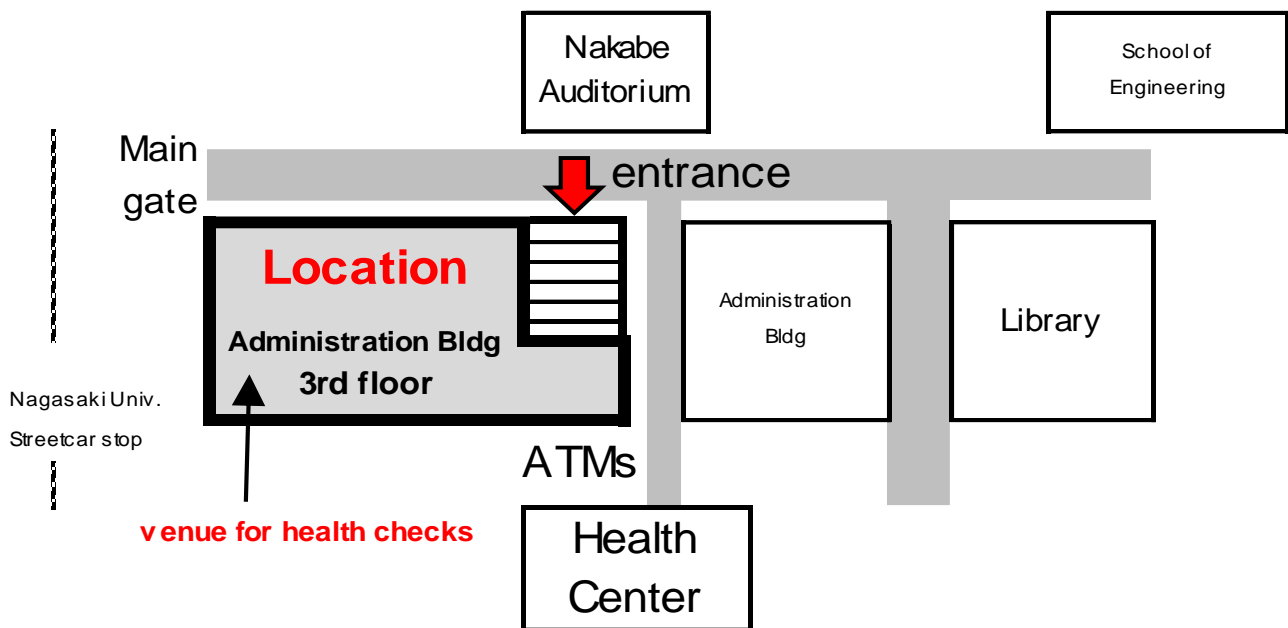 Nakabe
Auditorium
School of
Engineering
Main
gate
entrance
Location
Administration Bldg
3rd floor
Administration
Bldg
Library
Nagasaki Univ.
Streetcar stop
ATMs
venue for health checks
Health
Center